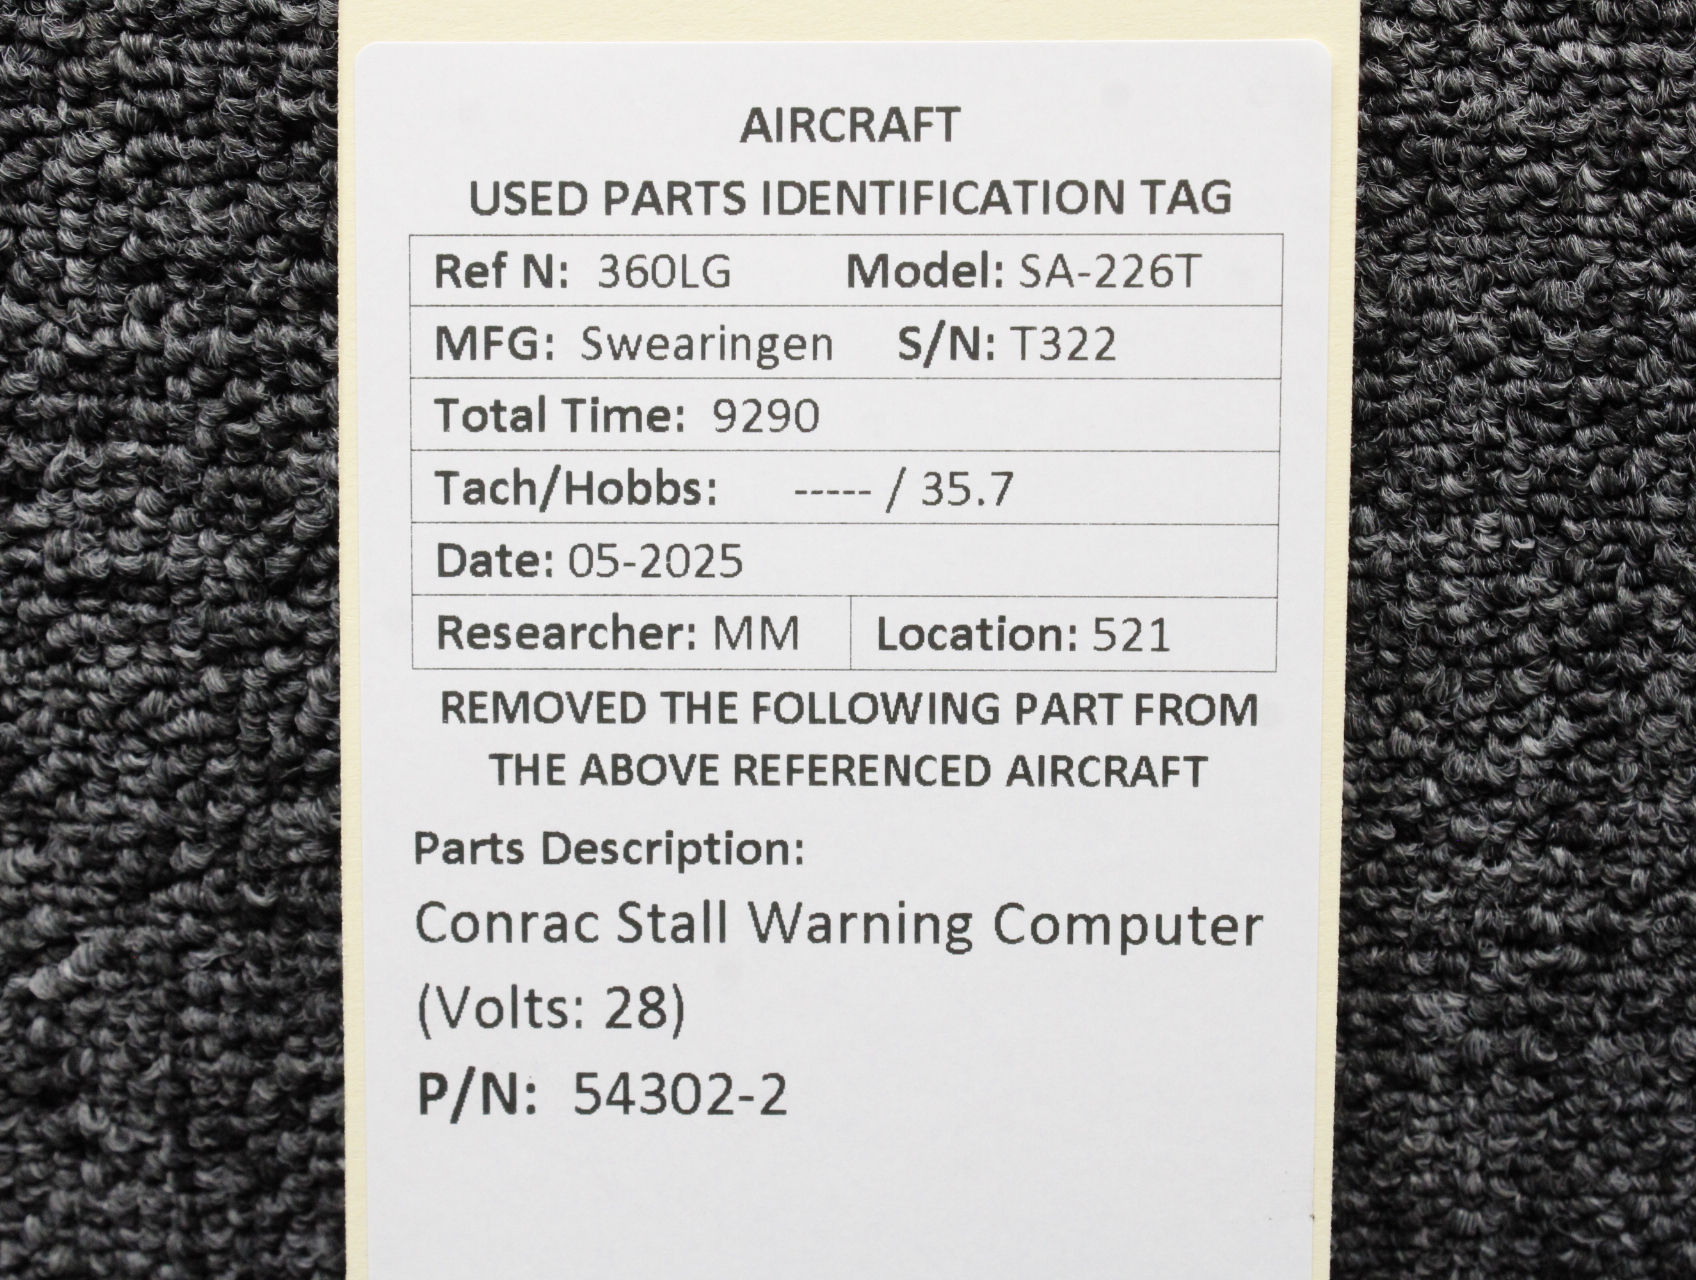 AIRCRAFT
USED PARTS IDENTIFICATION TAG
Ref N: 360LG Model: SA-226T
MFG: Swearingen S/N: T322
Total Time: 9290
Tach/Hobbs: ----- / 35.7
Date: 05-2025
Researcher: MM Location: 521
REMOVED THE FOLLOWING PART FROM
THE ABOVE REFERENCED AIRCRAFT
Parts Description:
Conrac Stall Warning Computer
(Volts: 28)
P/N: 54302-2